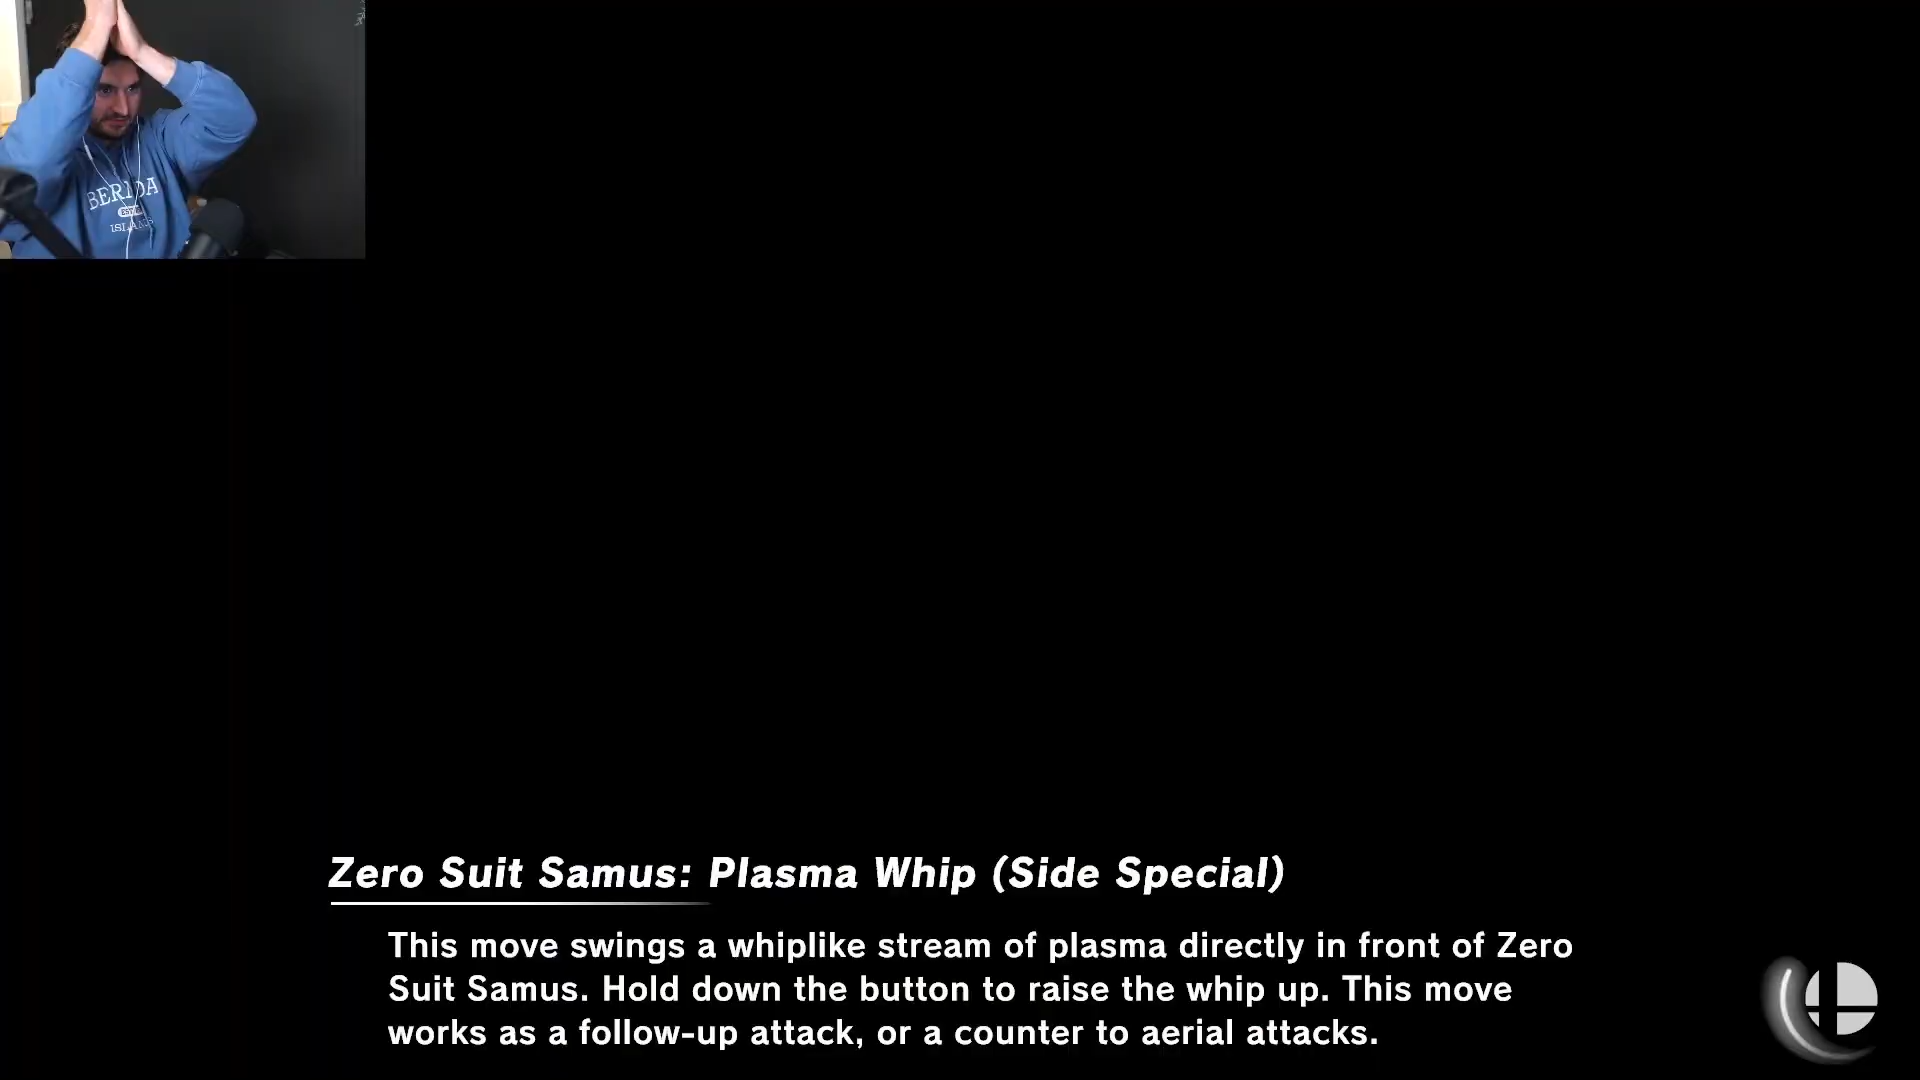 BERMDA
ISLANDS
Zero Suit Samus: Plasma Whip (Side Special)
This move swings a whiplike stream of plasma directly in front of Zero
Suit Samus. Hold down the button to raise the whip up. This move
works as a follow-up attack, or a counter to aerial attacks.